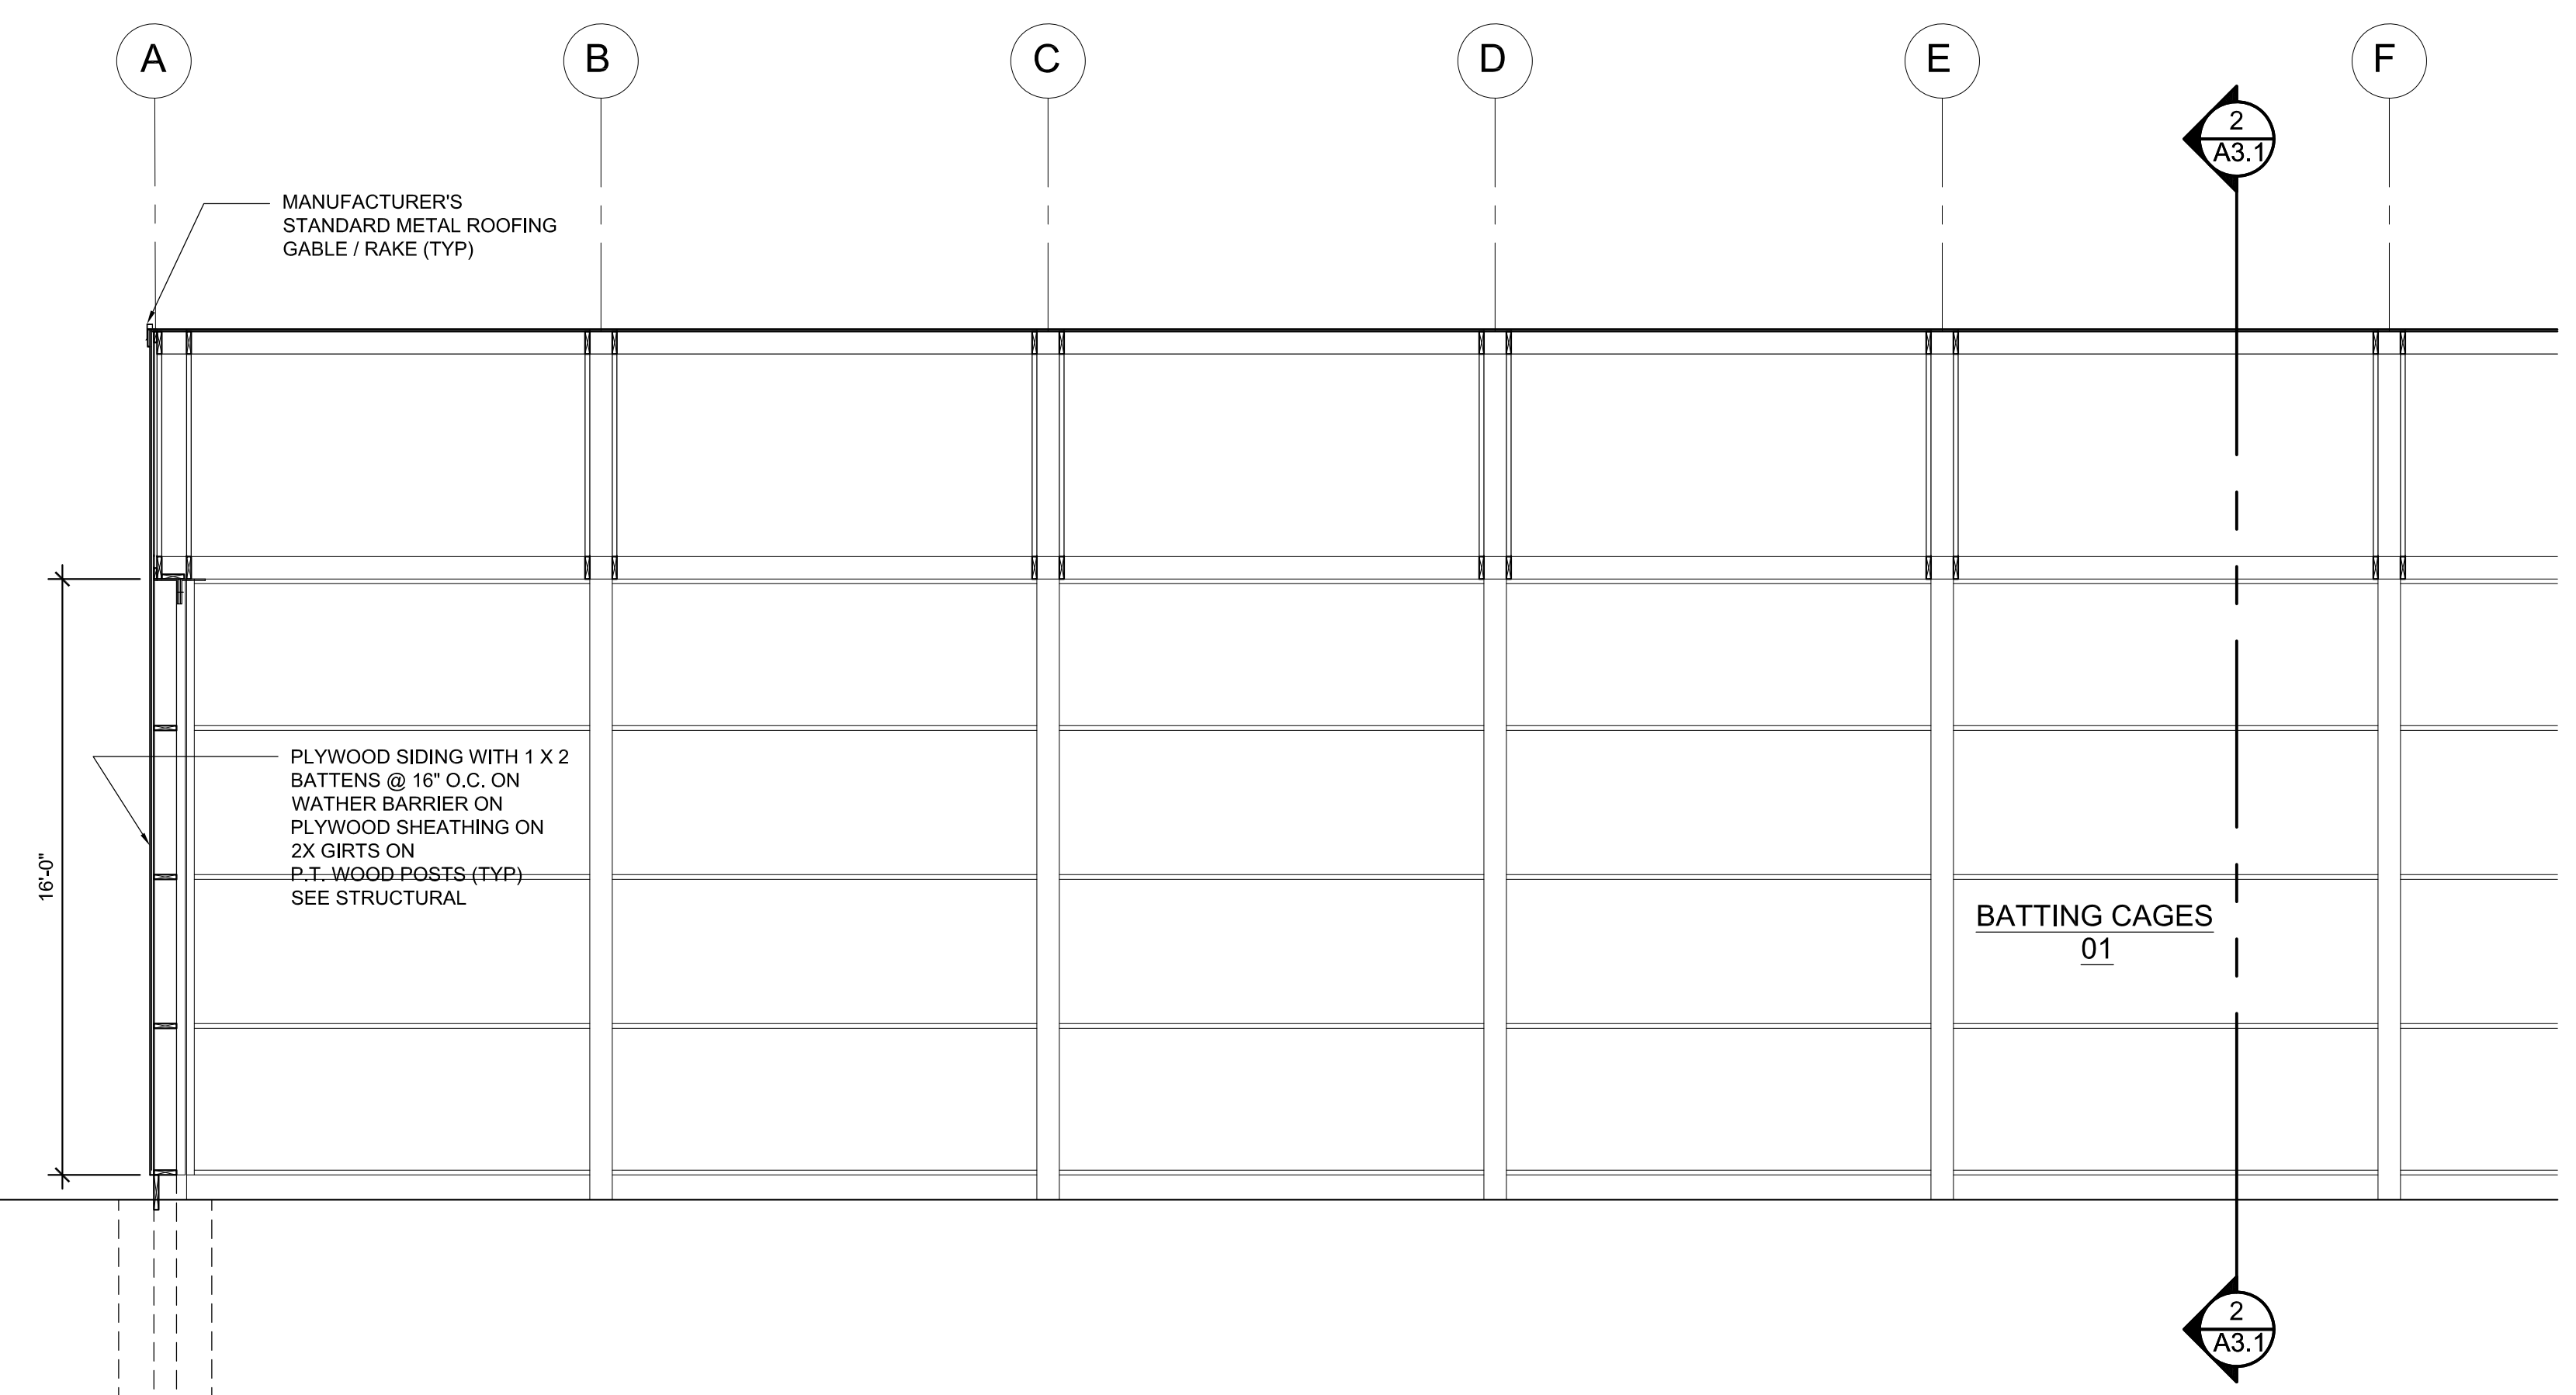 A
B
C
D
E
F
2
A3.1
MANUFACTURER'S
STANDARD METAL ROOFING
GABLE / RAKE (TYP)
PLYWOOD SIDING WITH 1 X 2
BATTENS @ 16" O.C. ON
WATHER BARRIER ON
PLYWOOD SHEATHING ON
2X GIRTS ON
P.T. WOOD POSTS (TYP)
SEE STRUCTURAL
16'-0"
BATTING CAGES
01
2
A3.1